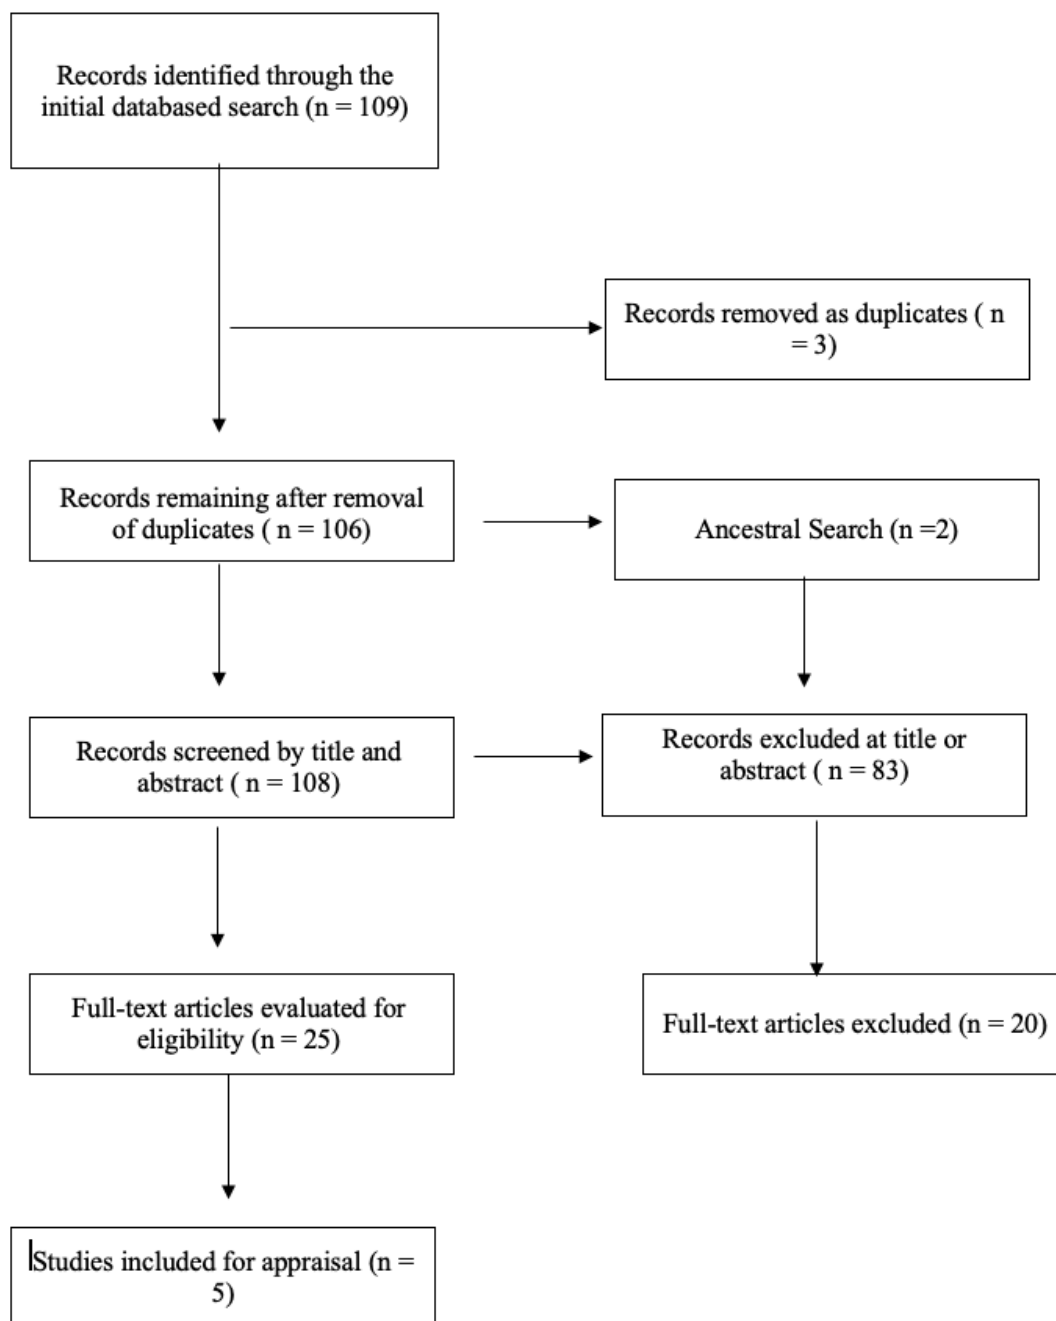 Records identified through the
initial databased search (n = 109)
Records removed as duplicates ( n
= 3)
Records remaining after removal
of duplicates ( n = 106)
Ancestral Search (n =2)
Records screened by title and
abstract ( n = 108)
Records excluded at title or
abstract ( n = 83)
Full-text articles evaluated for
eligibility (n = 25)
Full-text articles excluded (n = 20)
Studies included for appraisal (n =
5)